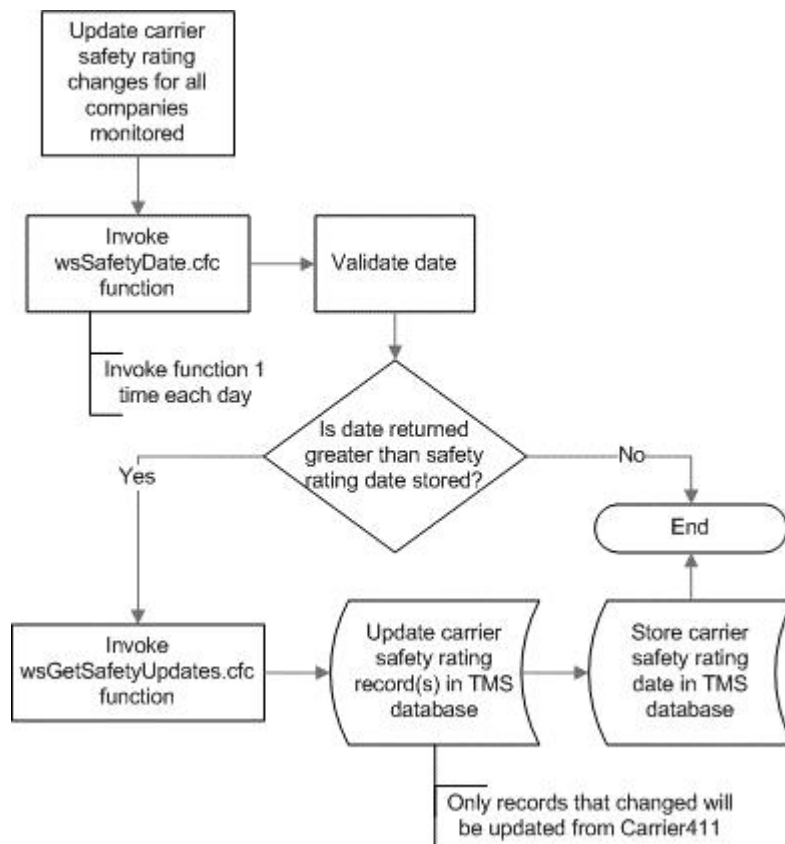 Update carrier
safety rating
changes for all
companies
monitored
Invoke
wsSafetyDate.cfc
function
Validate date
Invoke function 1
time each day
Is date returned
greater than safety
rating date stored?
Yes
No
End
Invoke
wsGetSafetyUpdates.cfc
function
Update carrier
safety rating
record(s) in TMS
database
Store carrier
safety rating
date in TMS
database
Only records that changed will
be updated from Carrier411